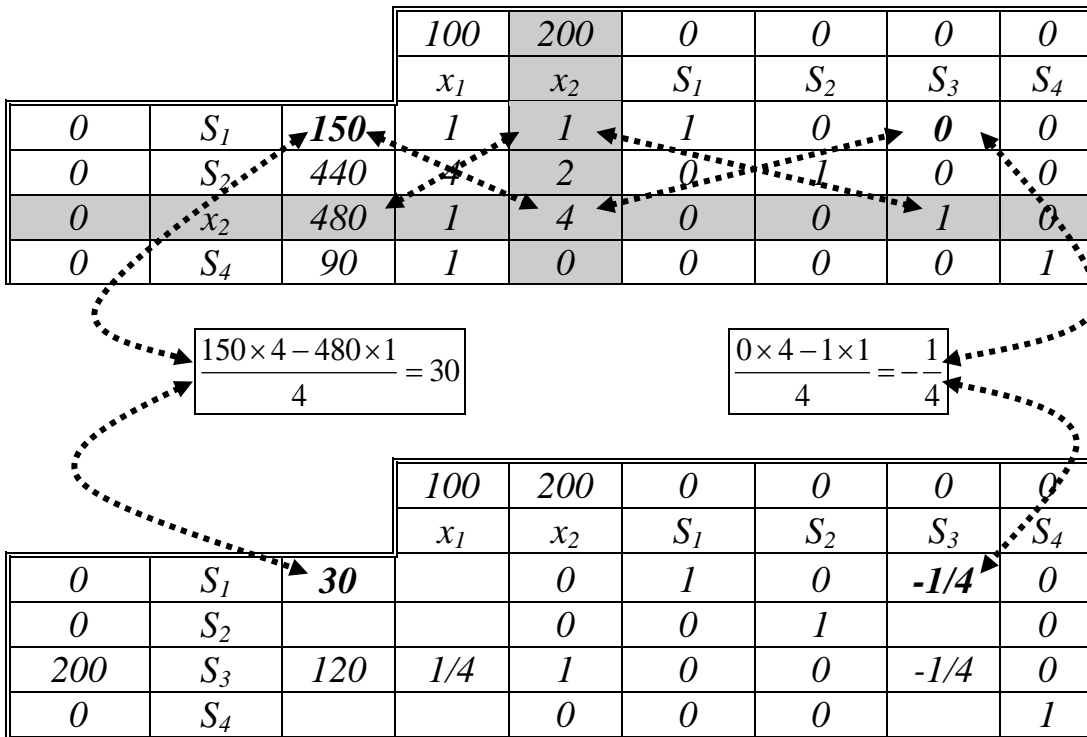 100 200 0 0 0 0
x1 x2 S1 S2 S3 S4
0 S1 150 1 1 1 0 0 0
0 S2 440 4 2 0 1 0 0
0 x2 480 1 4 0 0 1 0
0 S4 90 1 0 0 0 0 1
(150×4−480×1)/4 = 30 (0×4−1×1)/4 = −1/4
100 200 0 0 0 0
x1 x2 S1 S2 S3 S4
0 S1 30 0 1 0 -1/4 0
0 S2 0 0 1 0
200 S3 120 1/4 1 0 0 -1/4 0
0 S4 0 0 0 1